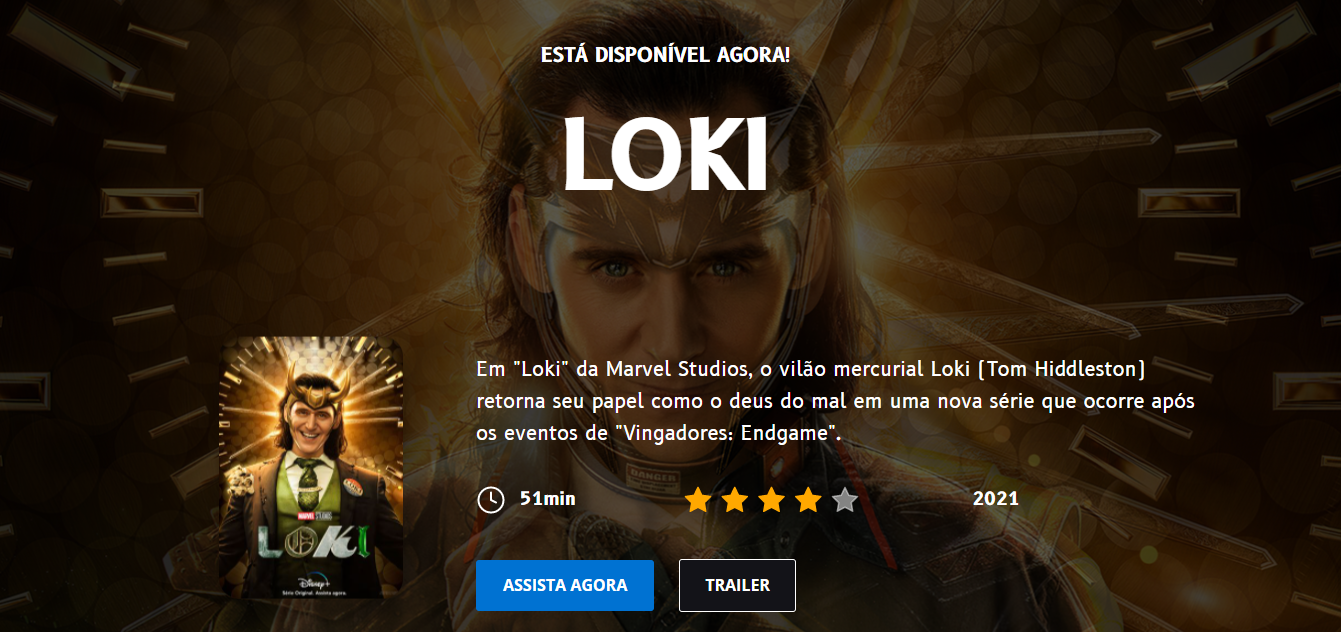 ESTÁ DISPONÍVEL AGORA!
LOKI
Em "Loki" da Marvel Studios, o vilão mercurial Loki (Tom Hiddleston)
retorna seu papel como o deus do mal em uma nova série que ocorre após
os eventos de "Vingadores: Endgame".
DANGER
51min
2021
MARVEL STUDIOS
LOKI
Disney+
Série Original. Assista agora.
ASSISTA AGORA
TRAILER